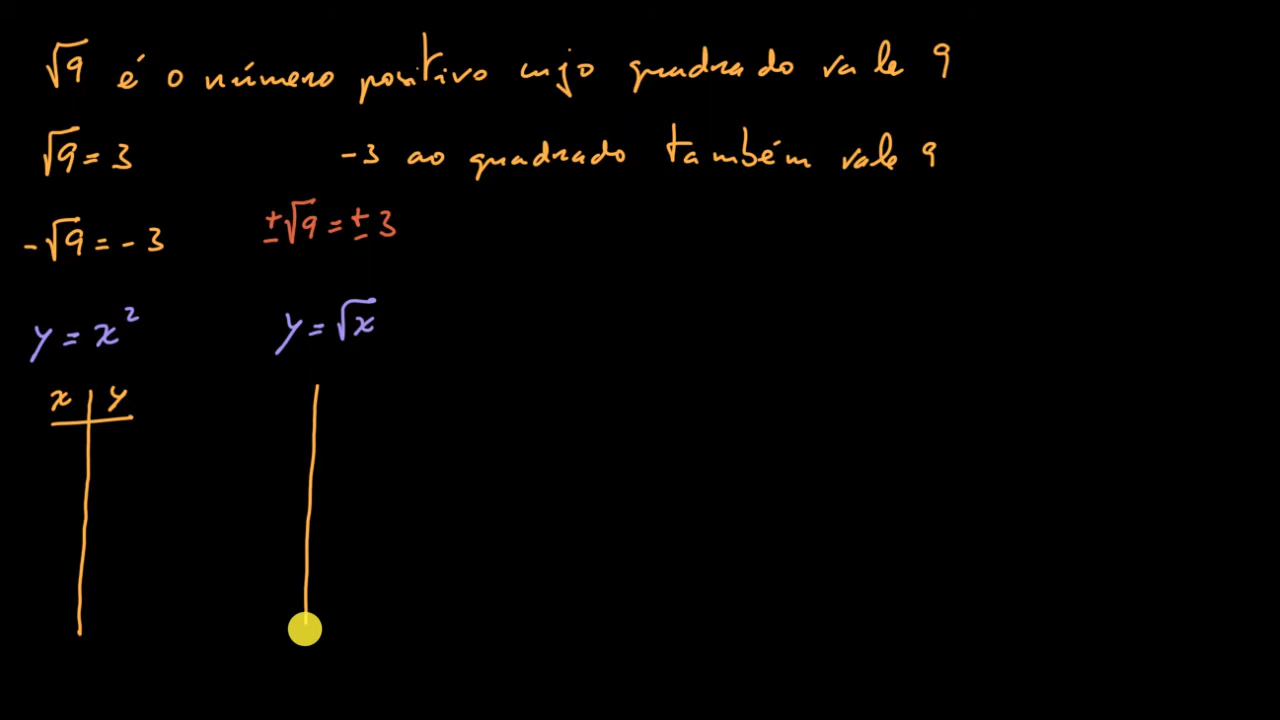 √9 é o número positivo cujo quadrado vale 9
√9 = 3 -3 ao quadrado também vale 9
-√9 = -3 ±√9 = ±3
y = x² y = √x
x y